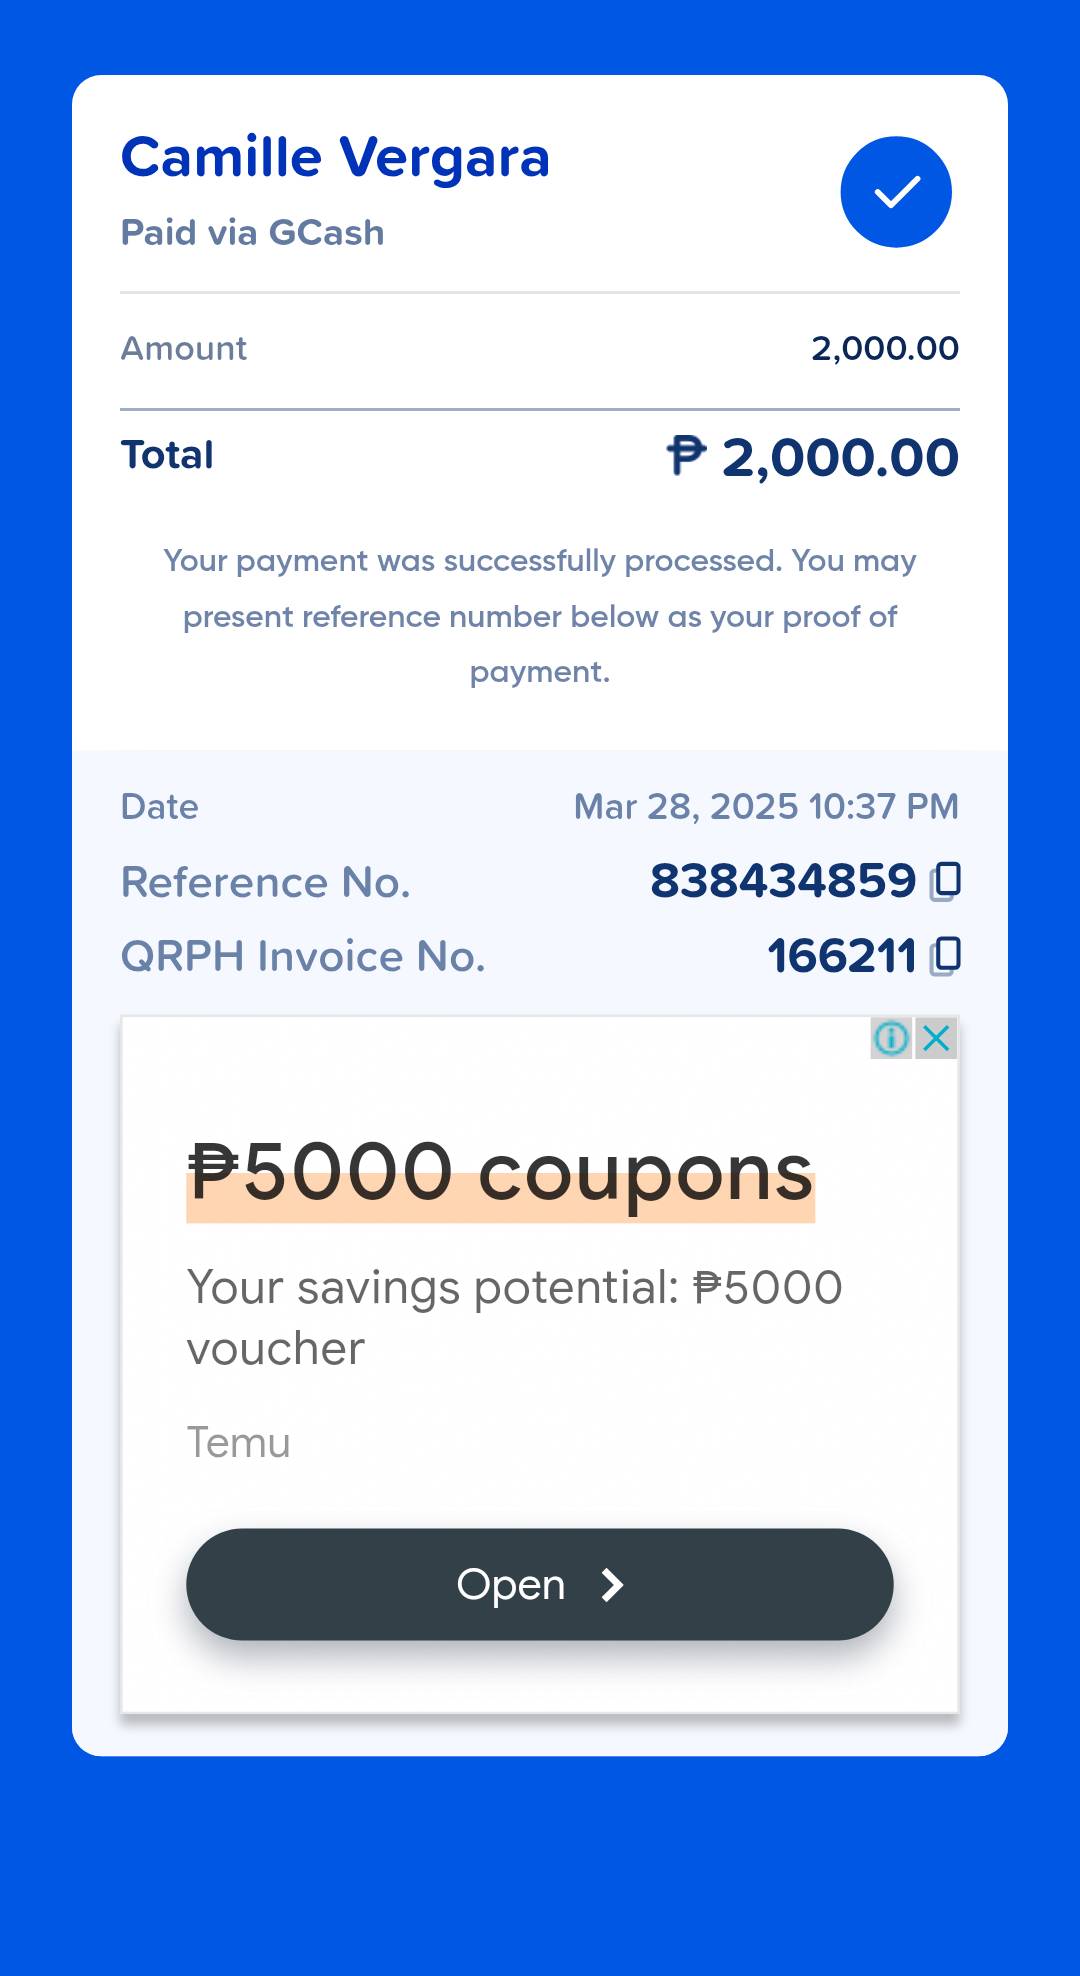 Camille Vergara
Paid via GCash
Amount 2,000.00
Total ₱ 2,000.00
Your payment was successfully processed. You may
present reference number below as your proof of
payment.
Date Mar 28, 2025 10:37 PM
Reference No. 838434859
QRPH Invoice No. 166211
₱5000 coupons
Your savings potential: ₱5000
voucher
Temu
Open